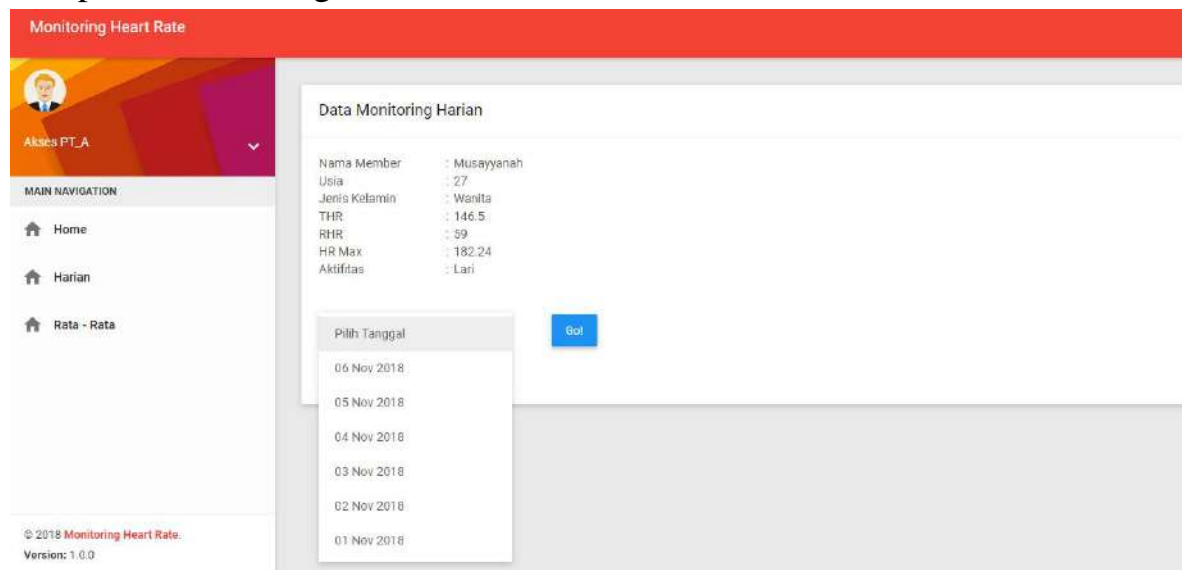 Monitoring Heart Rate
Akses PT_A
MAIN NAVIGATION
Home
Harian
Rata - Rata
© 2018 Monitoring Heart Rate.
Version: 1.0.0
Data Monitoring Harian
Nama Member : Musayyanah
Usia : 27
Jenis Kelamin : Wanita
THR : 146.5
RHR : 59
HR Max : 182.24
Aktifitas : Lari
Pilih Tanggal
Go!
06 Nov 2018
05 Nov 2018
04 Nov 2018
03 Nov 2018
02 Nov 2018
01 Nov 2018